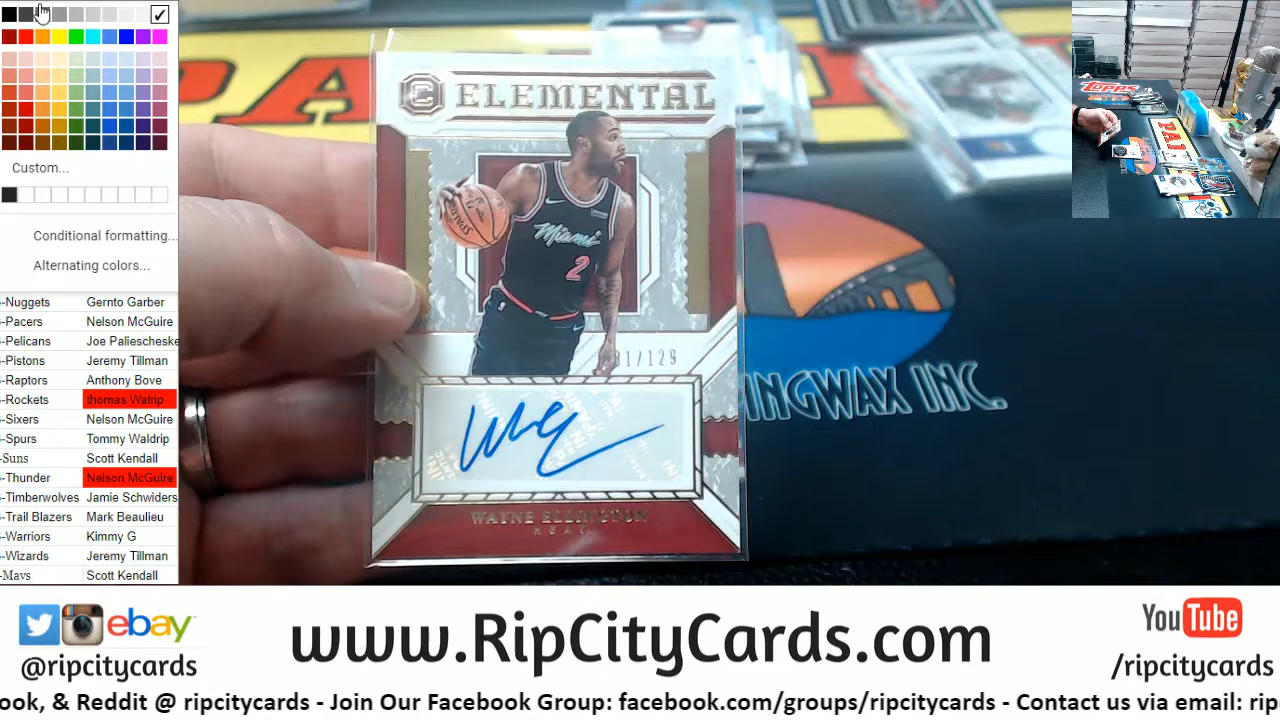 Custom...
Conditional formatting...
Alternating colors...
-Nuggets Gernto Garber
-Pacers Nelson McGuire
-Pelicans Joe Paliescheske
-Pistons Jeremy Tillman
-Raptors Anthony Bove
-Rockets thomas Walrip
-Sixers Nelson McGuire
-Spurs Tommy Waldrip
-Suns Scott Kendall
-Thunder Nelson McGuire
-Timberwolves Jamie Schwiders
-Trail Blazers Mark Beaulieu
-Warriors Kimmy G
-Wizards Jeremy Tillman
-Mavs Scott Kendall
C ELEMENTAL
SPALDING
Miami
2
/129
WAYNE ELLINGTON
HEAT
INGWAX INC.
TOPPS
ebay
@ripcitycards
www.RipCityCards.com
YouTube
/ripcitycards
ook, & Reddit @ ripcitycards - Join Our Facebook Group: facebook.com/groups/ripcitycards - Contact us via email: rip